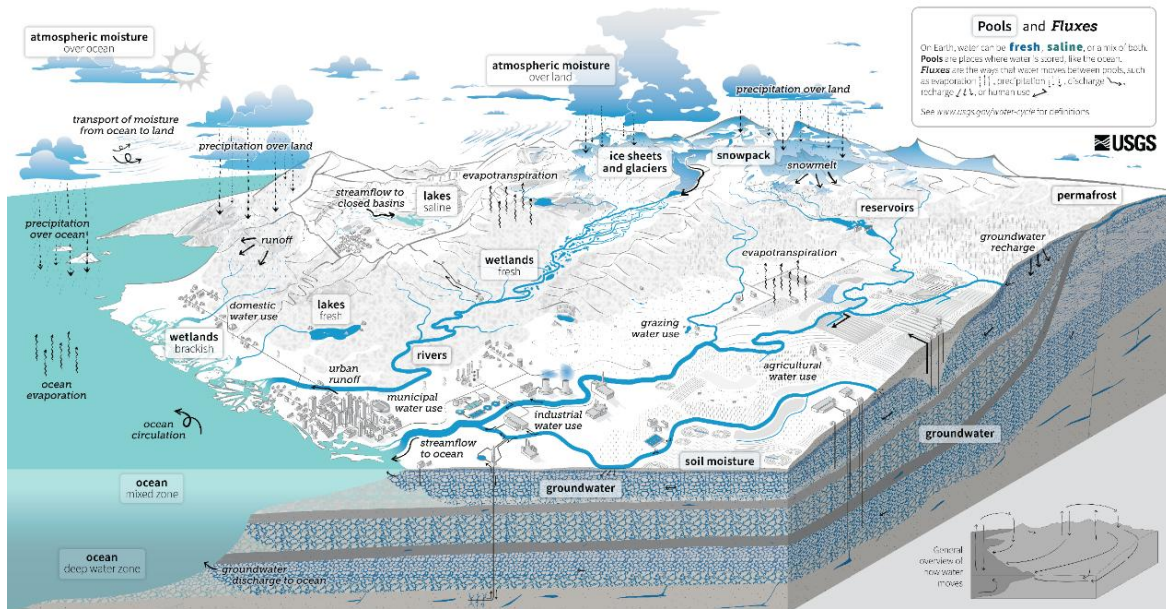 atmospheric moisture
over ocean
atmospheric moisture
over land
Pools and Fluxes
On Earth, water can be fresh, saline, or a mix of both.
Pools are places where water is stored, like the ocean.
Fluxes are the ways that water moves between pools, such
as evaporation, precipitation, discharge,
recharge, or human use.
See www.usgs.gov/water-cycle for definitions
USGS
transport of moisture
from ocean to land
precipitation over land
precipitation over land
ice sheets
and glaciers
snowpack
snowmelt
evapotranspiration
streamflow to
closed basins
lakes
saline
permafrost
reservoirs
precipitation
over ocean
runoff
groundwater
recharge
wetlands
fresh
evapotranspiration
domestic
water use
lakes
fresh
grazing
water use
wetlands
brackish
rivers
agricultural
water use
ocean
evaporation
urban
runoff
municipal
water use
industrial
water use
ocean
circulation
streamflow
to ocean
groundwater
soil moisture
ocean
mixed zone
groundwater
ocean
deep water zone
groundwater
discharge to ocean
General
overview of
how water
moves